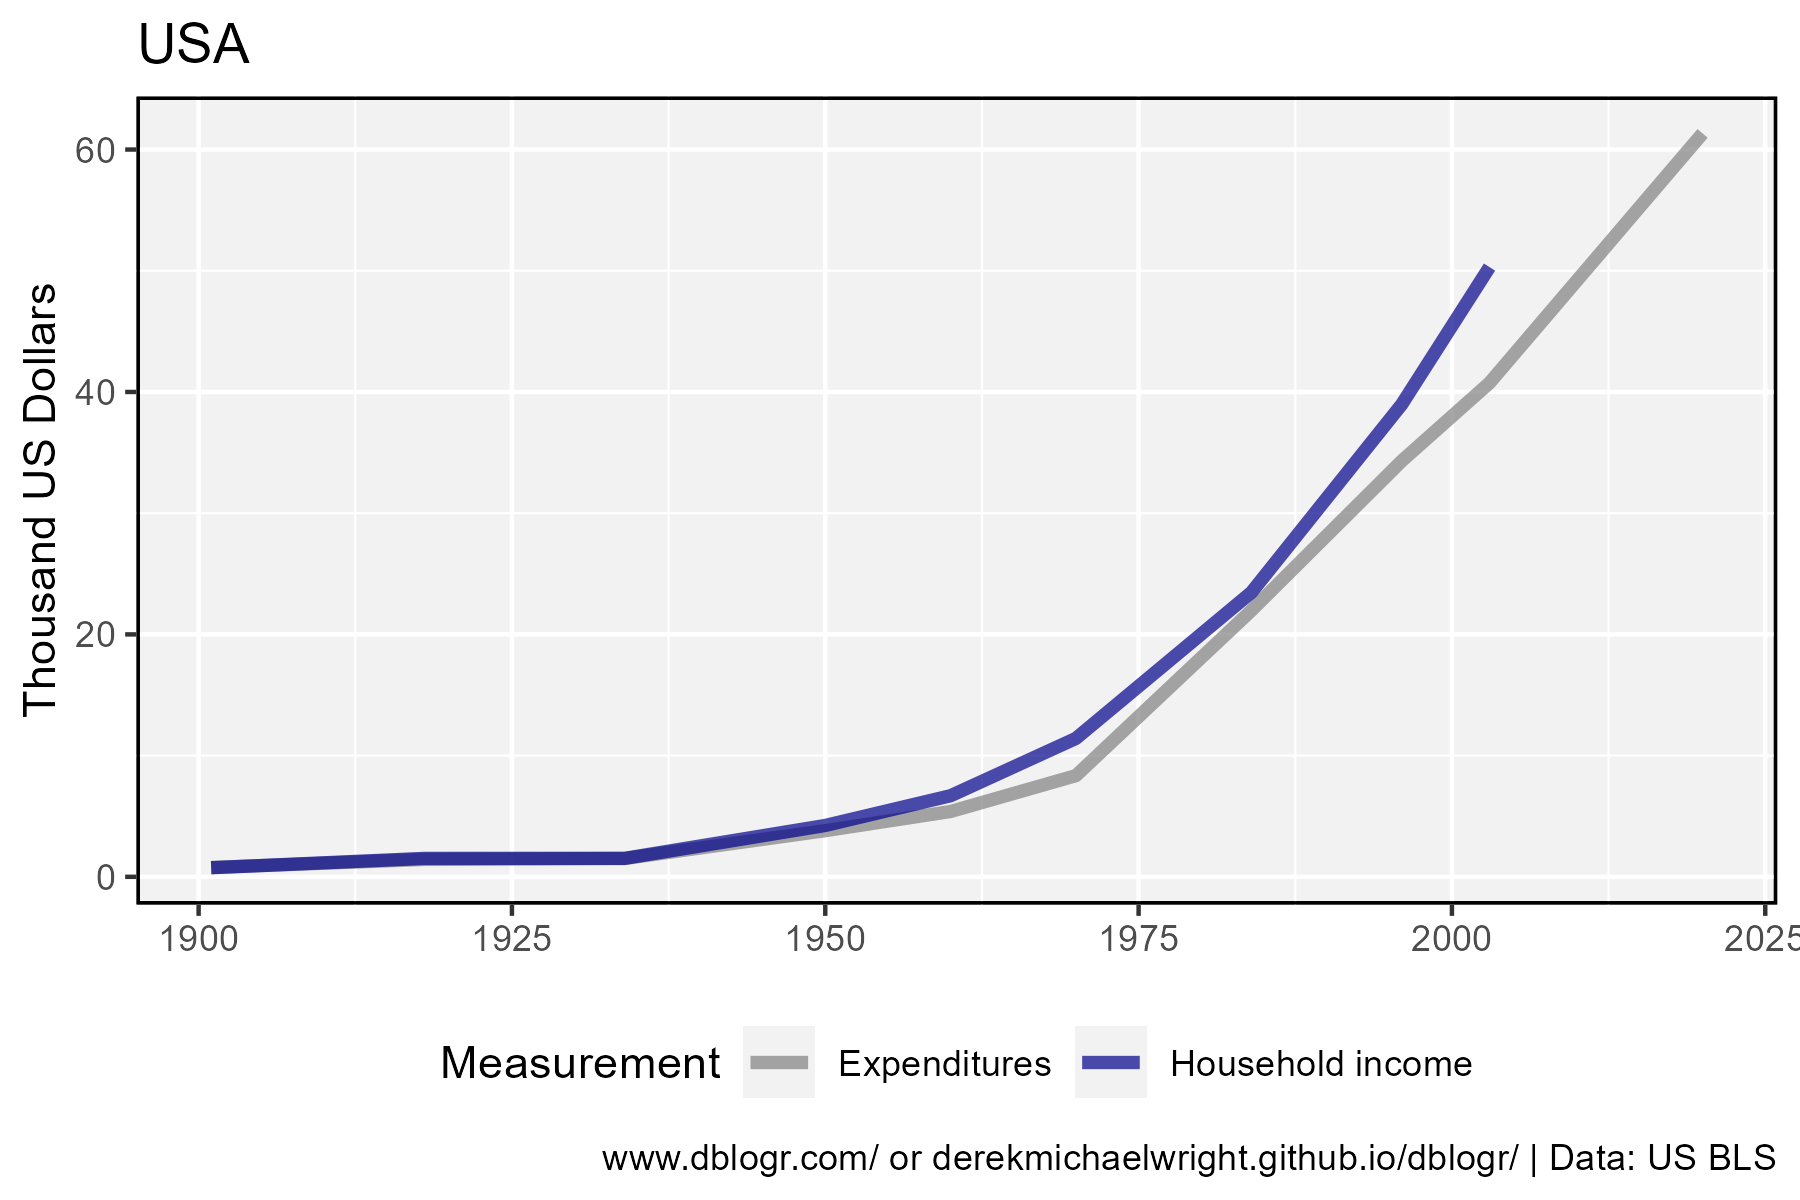 USA
Thousand US Dollars
60
40
20
0
1900 1925 1950 1975 2000 2025
Measurement Expenditures Household income
www.dblogr.com/ or derekmichaelwright.github.io/dblogr/ | Data: US BLS